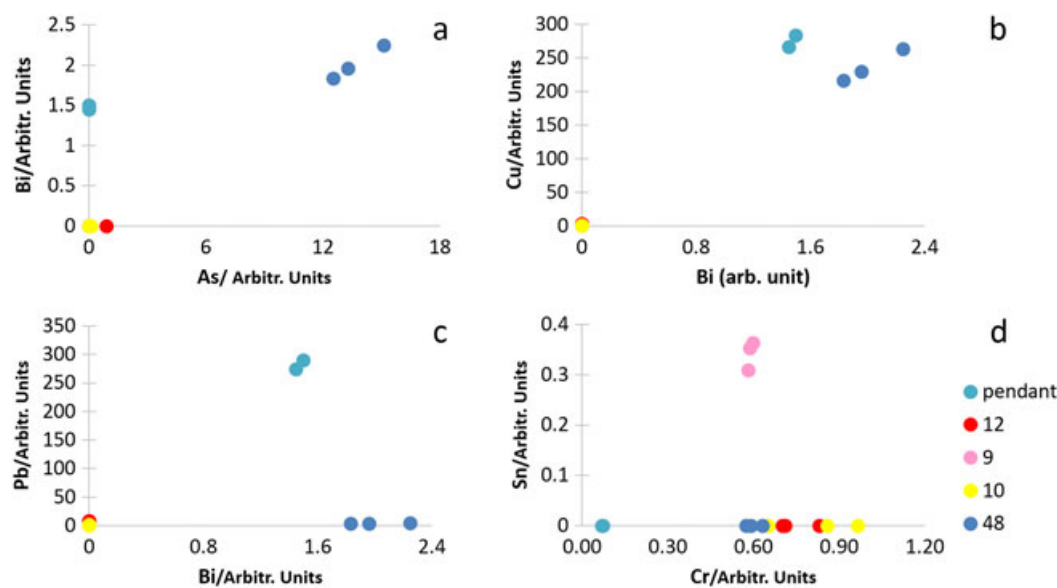 a
2.5
2
1.5
1
0.5
0
Bi/Arbitr. Units
0 6 12 18
As/ Arbitr. Units
b
300
250
200
150
100
50
0
Cu/Arbitr. Units
0 0.8 1.6 2.4
Bi (arb. unit)
c
350
300
250
200
150
100
50
0
Pb/Arbitr. Units
0 0.8 1.6 2.4
Bi/Arbitr. Units
d
0.4
0.3
0.2
0.1
0
Sn/Arbitr. Units
0.00 0.30 0.60 0.90 1.20
Cr/Arbitr. Units
pendant
12
9
10
48